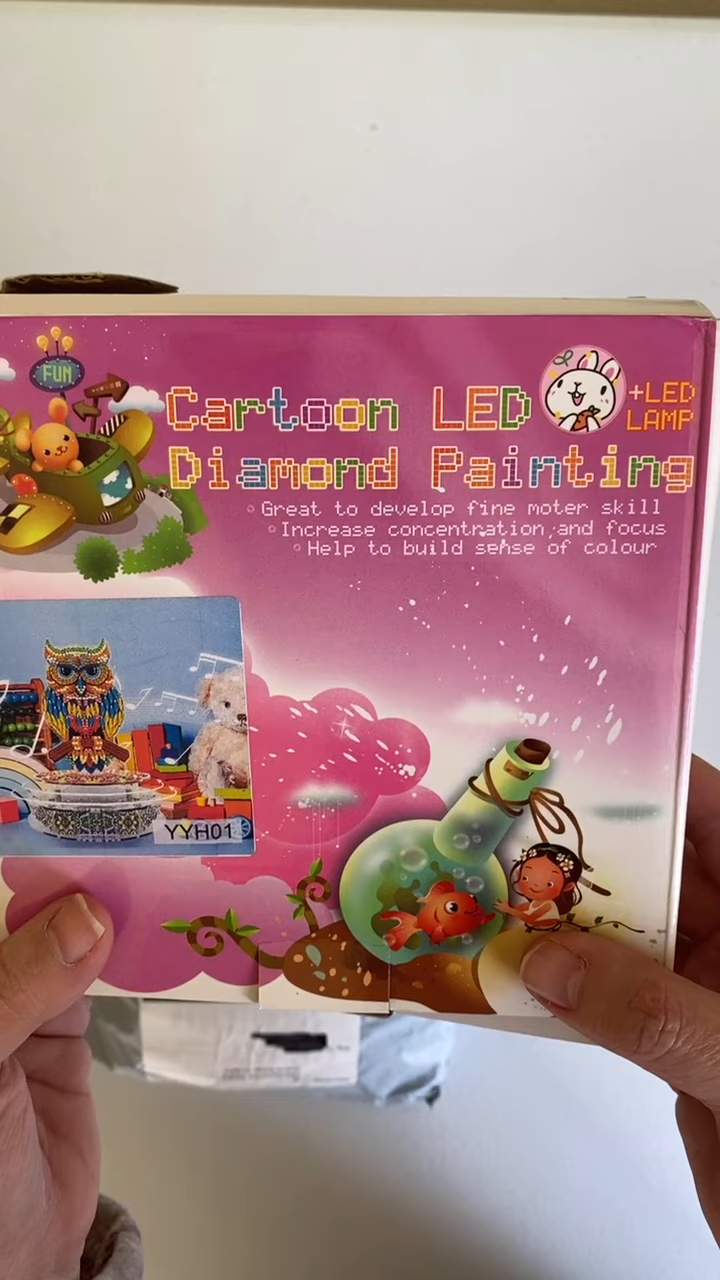 FUN
Cartoon LED
+LED
LAMP
Diamond Painting
Great to develop fine moter skill
Increase concentration,and focus
Help to build sense of colour
YYH01